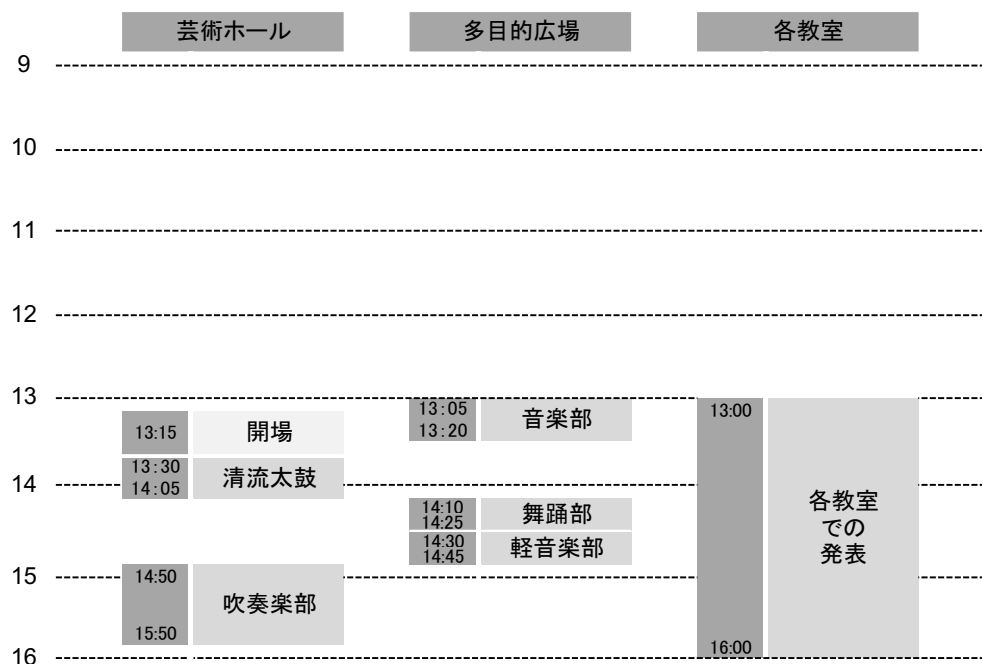 芸術ホール
多目的広場
各教室
9
10
11
12
13
13:15
開場
13:30
14:05
清流太鼓
13:05
13:20
音楽部
13:00
14
14:10
14:25
舞踊部
14:30
14:45
軽音楽部
各教室
での
発表
15
14:50
15:50
吹奏楽部
16:00
16